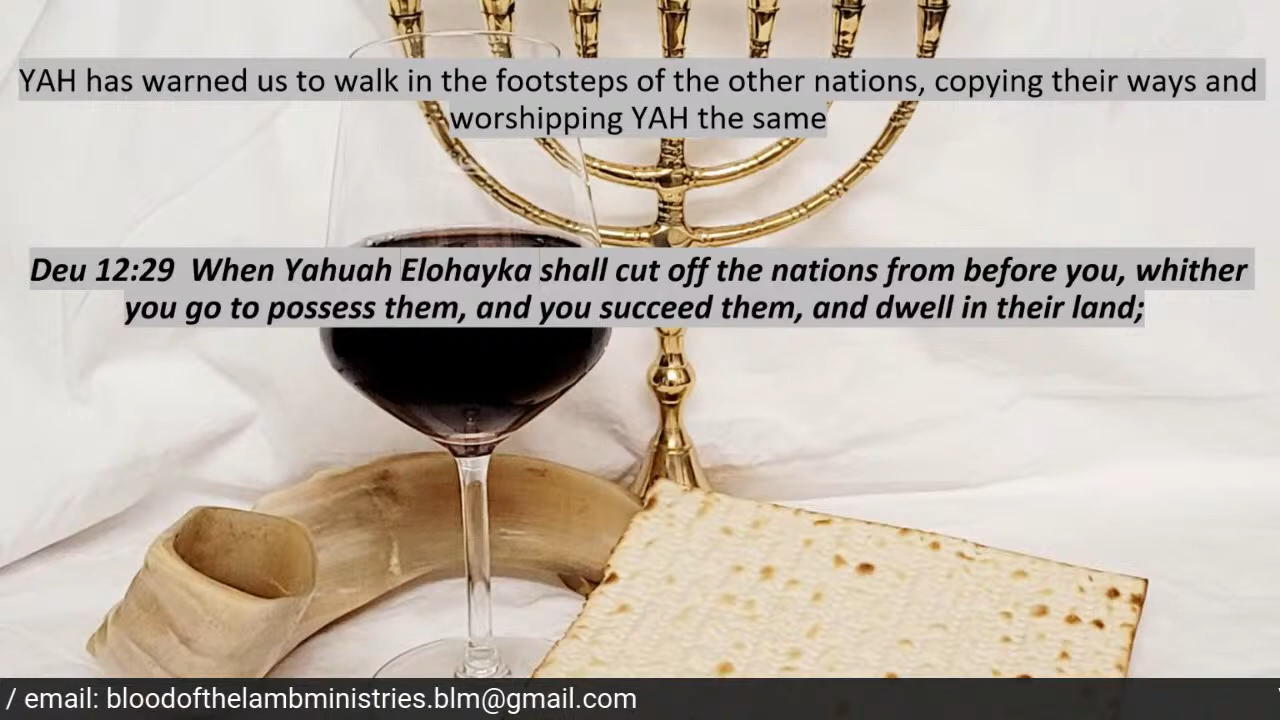 YAH has warned us to walk in the footsteps of the other nations, copying their ways and
worshipping YAH the same
Deu 12:29  When Yahuah Elohayka shall cut off the nations from before you, whither
you go to possess them, and you succeed them, and dwell in their land;
/ email: bloodofthelambministries.blm@gmail.com